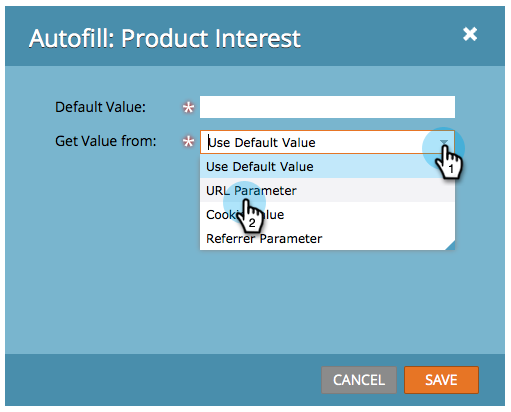 Autofill: Product Interest
Default Value: *
Get Value from: * Use Default Value
1
Use Default Value
URL Parameter
2
Cookie Value
Referrer Parameter
CANCEL SAVE